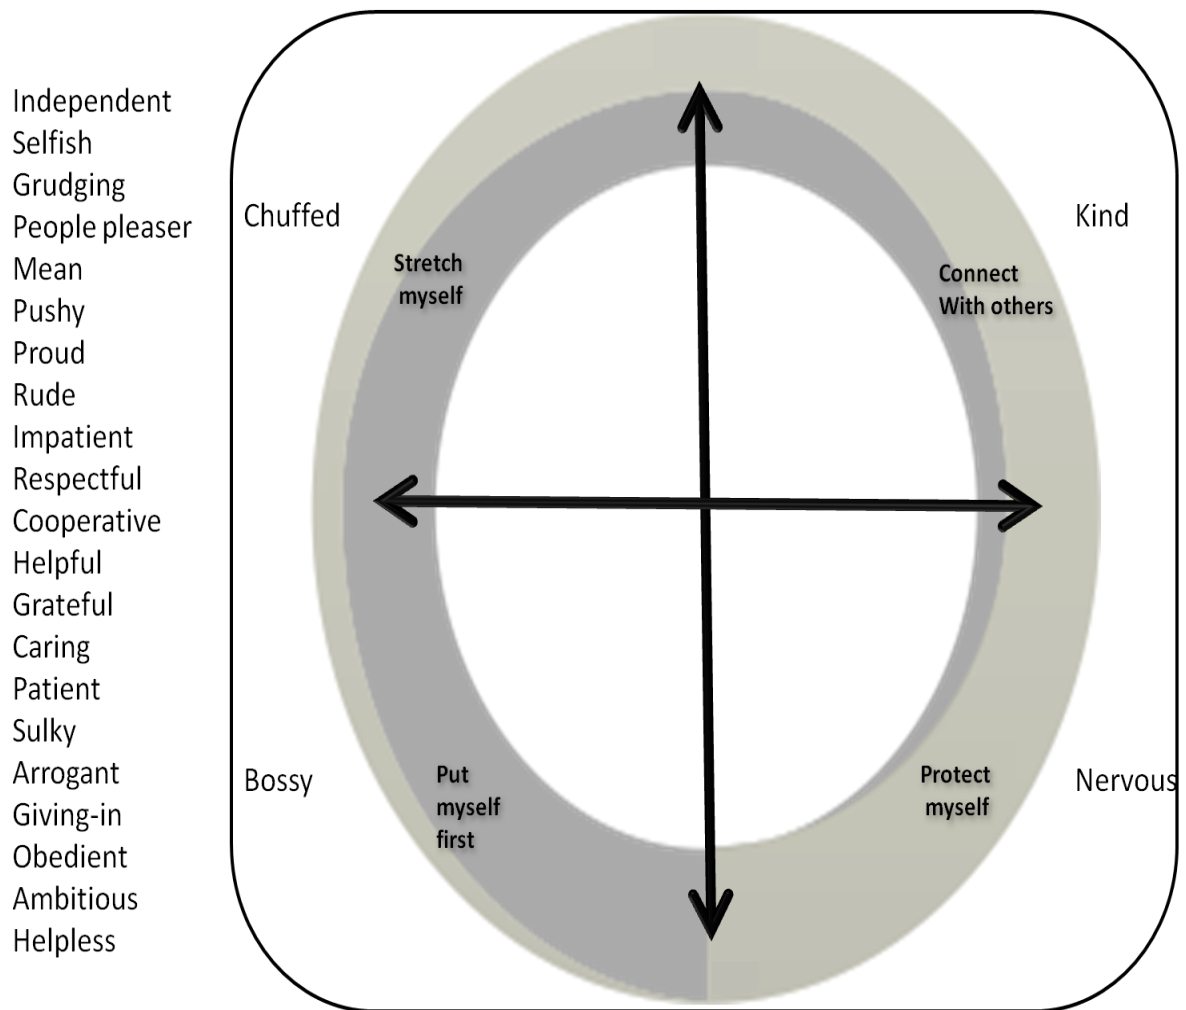 Independent
Selfish
Grudging
People pleaser
Mean
Pushy
Proud
Rude
Impatient
Respectful
Cooperative
Helpful
Grateful
Caring
Patient
Sulky
Arrogant
Giving-in
Obedient
Ambitious
Helpless
Chuffed
Stretch
myself
Kind
Connect
With others
Bossy
Put
myself
first
Protect
myself
Nervous